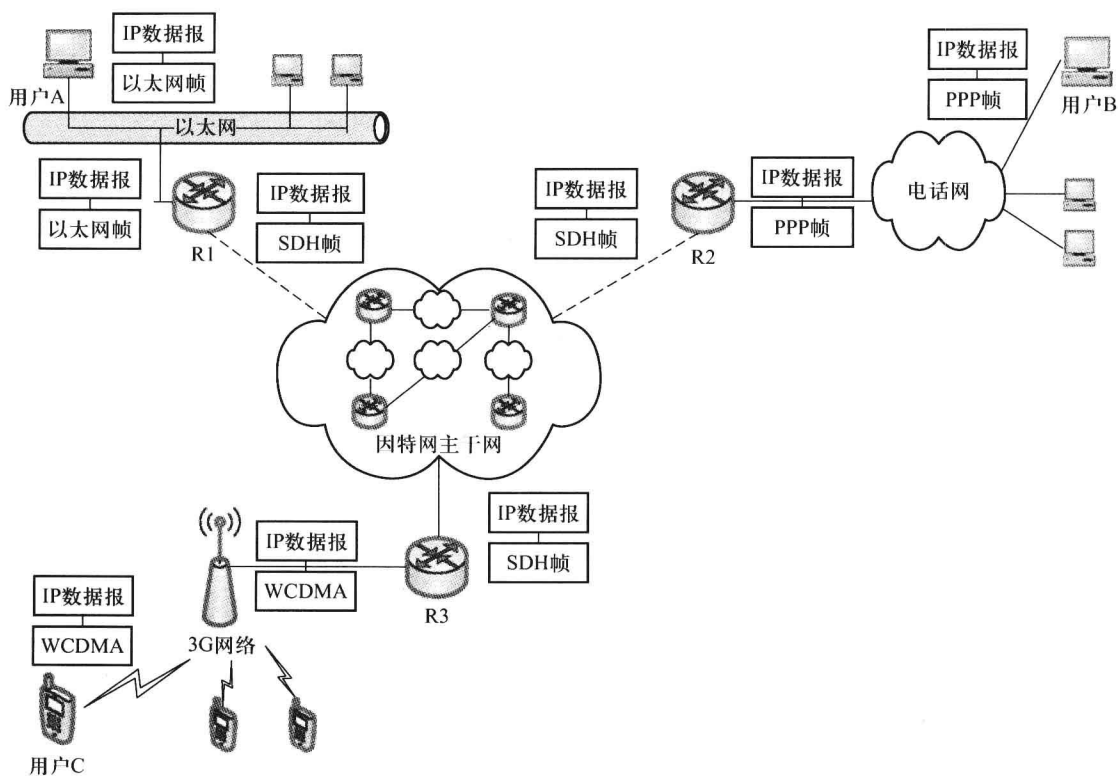 IP数据报
以太网帧
用户A
以太网
IP数据报
以太网帧
R1
IP数据报
SDH帧
IP数据报
PPP帧
用户B
IP数据报
SDH帧
R2
IP数据报
PPP帧
电话网
因特网主干网
IP数据报
SDH帧
R3
IP数据报
WCDMA
3G网络
IP数据报
WCDMA
用户C